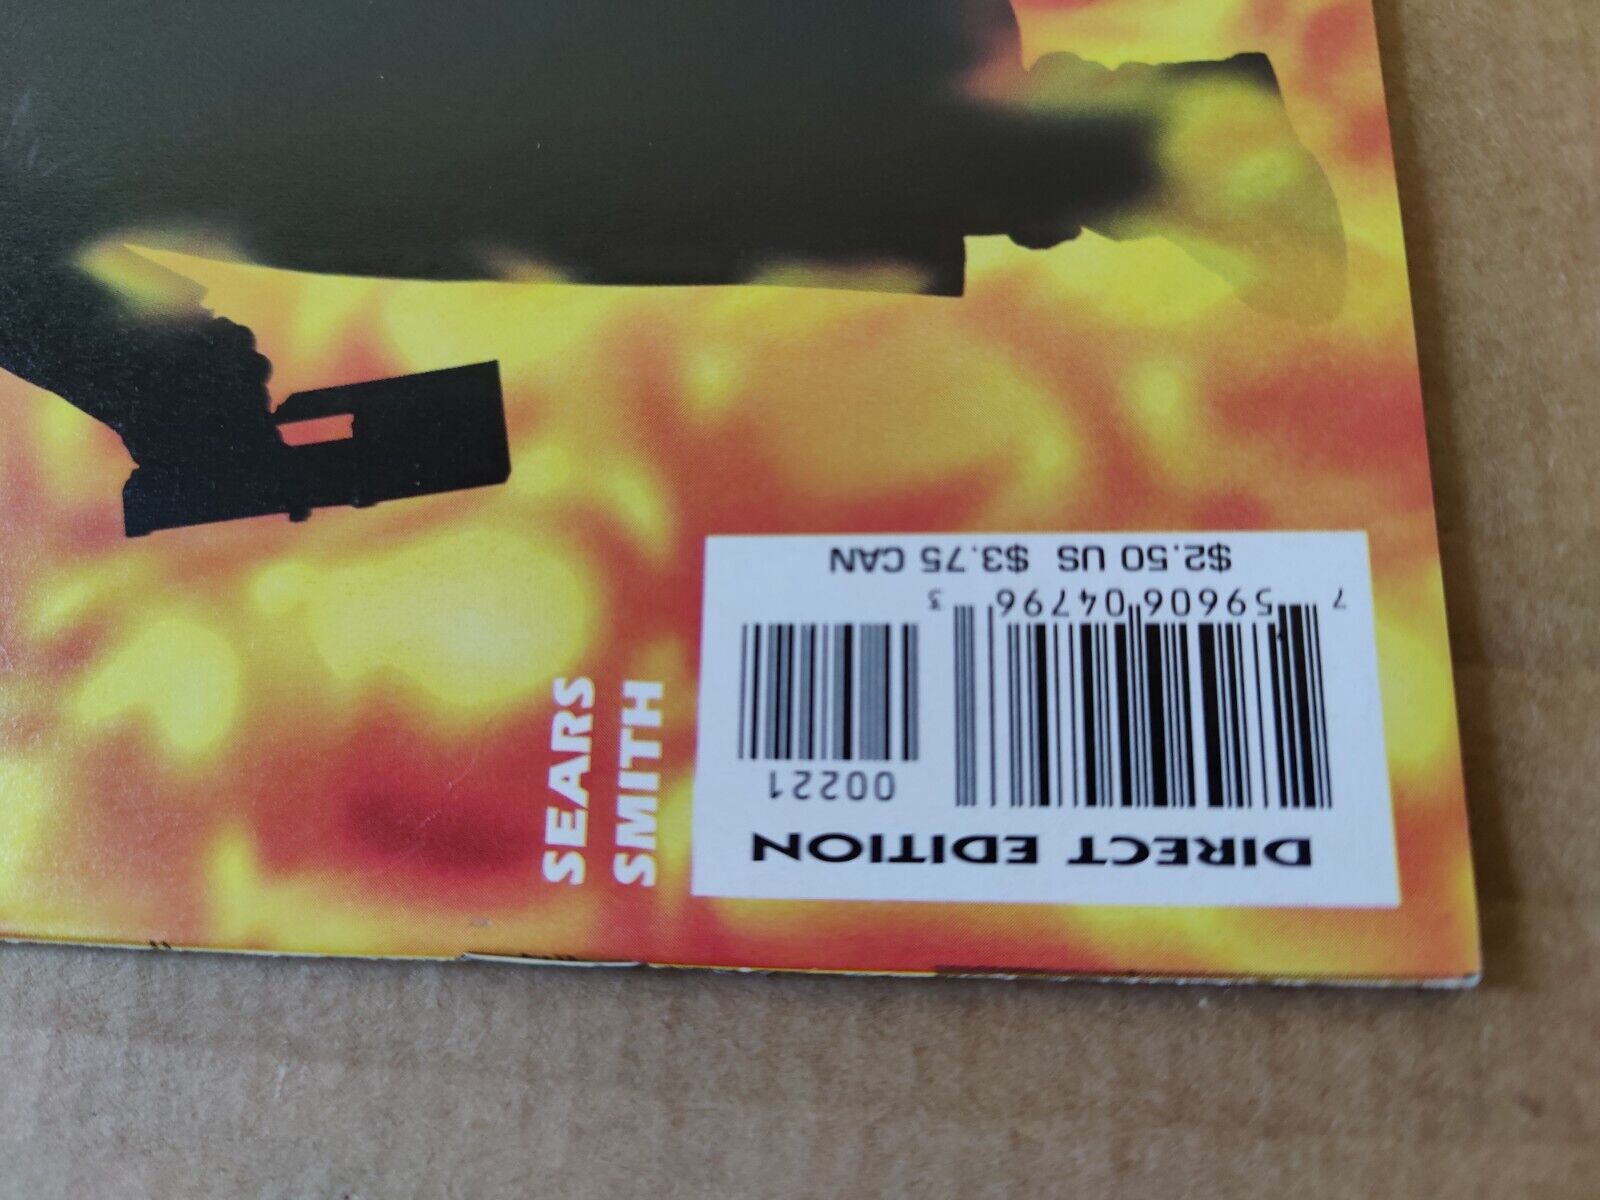 SEARS
SMITH
DIRECT EDITION
00221
7 59606 04796 3
$2.50 US $3.75 CAN